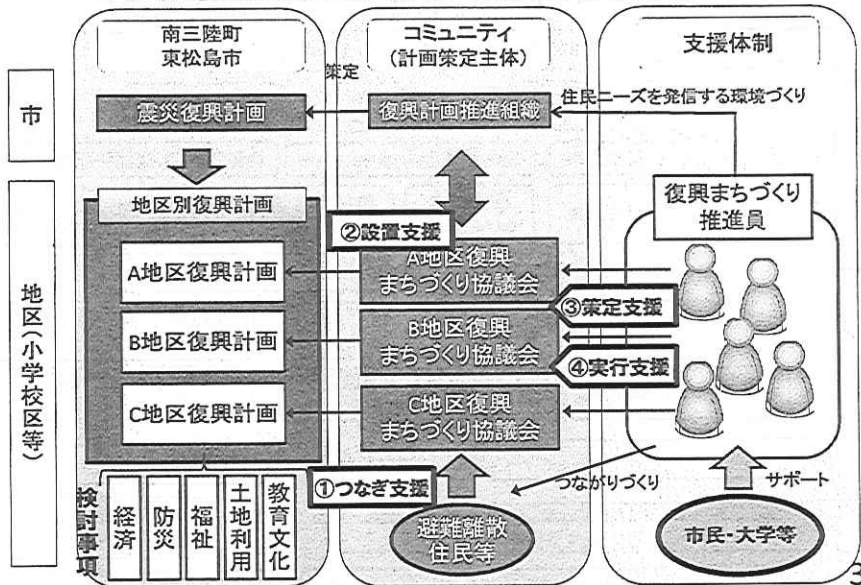 南三陸町
東松島市
コミュニティ
(計画策定主体)
支援体制
市
策定
震災復興計画
復興計画推進組織
住民ニーズを発信する環境づくり
地区(小学校区等)
地区別復興計画
復興まちづくり
推進員
②設置支援
A地区復興計画
A地区復興
まちづくり協議会
③策定支援
B地区復興計画
B地区復興
まちづくり協議会
④実行支援
C地区復興計画
C地区復興
まちづくり協議会
①つなぎ支援
つながりづくり
サポート
検討事項
経済
防災
福祉
土地利用
教育文化
避難離散
住民等
市民・大学等